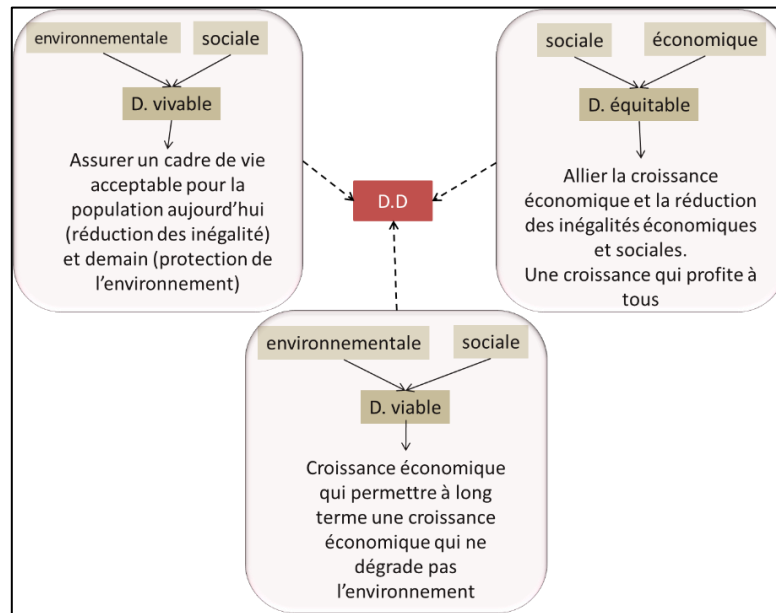 environnementale
sociale
D. vivable
Assurer un cadre de vie
acceptable pour la
population aujourd'hui
(réduction des inégalité)
et demain (protection de
l'environnement)
sociale
économique
D. équitable
Allier la croissance
économique et la réduction
des inégalités économiques
et sociales.
Une croissance qui profite à
tous
D.D
environnementale
sociale
D. viable
Croissance économique
qui permettre à long
terme une croissance
économique qui ne
dégrade pas
l'environnement